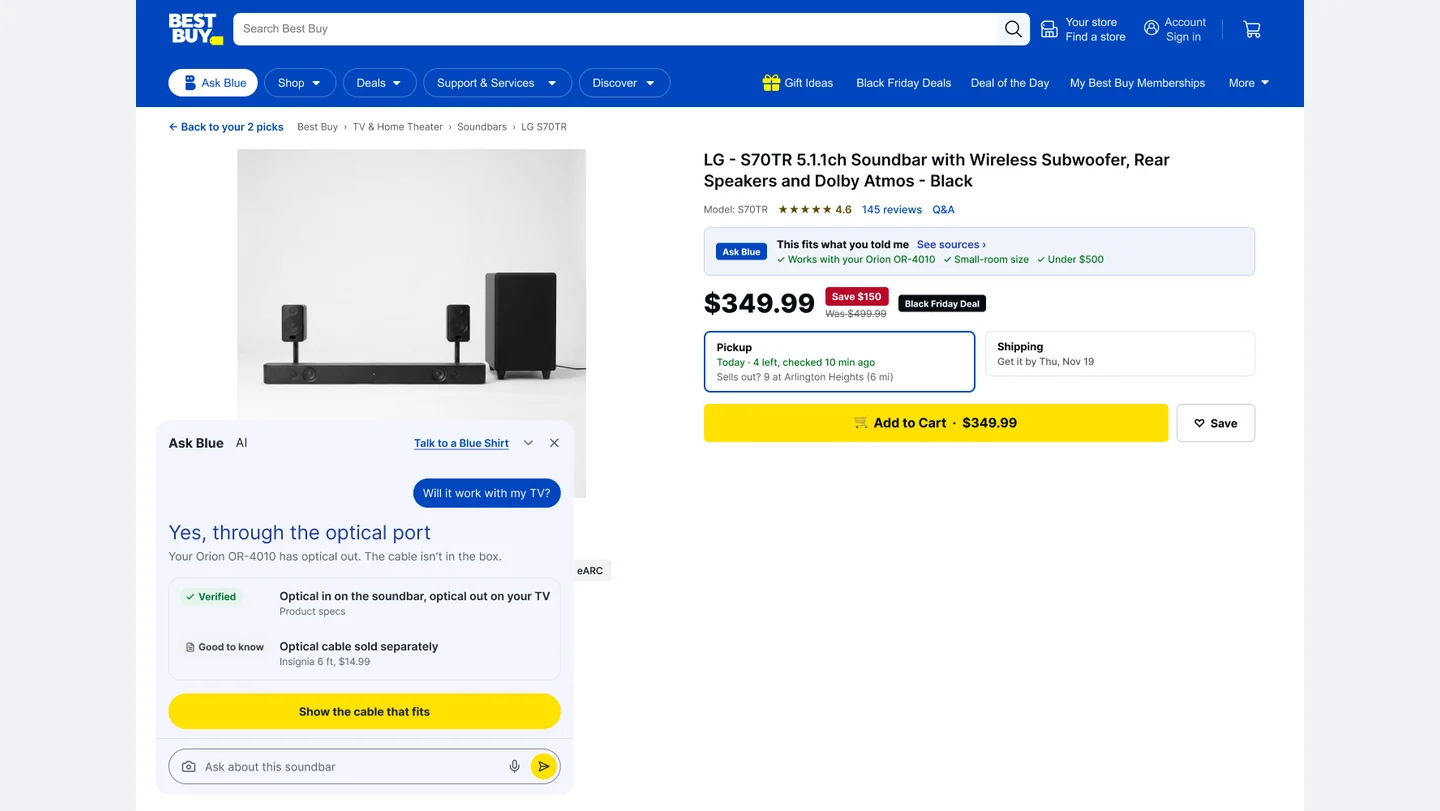 BEST BUY
Search Best Buy
Your store
Find a store
Account
Sign in
Ask Blue
Shop
Deals
Support & Services
Discover
Gift Ideas
Black Friday Deals
Deal of the Day
My Best Buy Memberships
More
← Back to your 2 picks
Best Buy › TV & Home Theater › Soundbars › LG S70TR
LG - S70TR 5.1.1ch Soundbar with Wireless Subwoofer, Rear
Speakers and Dolby Atmos - Black
Model: S70TR ★★★★★ 4.6 145 reviews Q&A
Ask Blue
This fits what you told me See sources ›
✓ Works with your Orion OR-4010 ✓ Small-room size ✓ Under $500
$349.99
Save $150
Was $499.99
Black Friday Deal
Pickup
Today · 4 left, checked 10 min ago
Sells out? 9 at Arlington Heights (6 mi)
Shipping
Get it by Thu, Nov 19
Add to Cart · $349.99
Save
Ask Blue AI
Talk to a Blue Shirt
Will it work with my TV?
Yes, through the optical port
Your Orion OR-4010 has optical out. The cable isn't in the box.
eARC
✓ Verified
Optical in on the soundbar, optical out on your TV
Product specs
Good to know
Optical cable sold separately
Insignia 6 ft, $14.99
Show the cable that fits
Ask about this soundbar